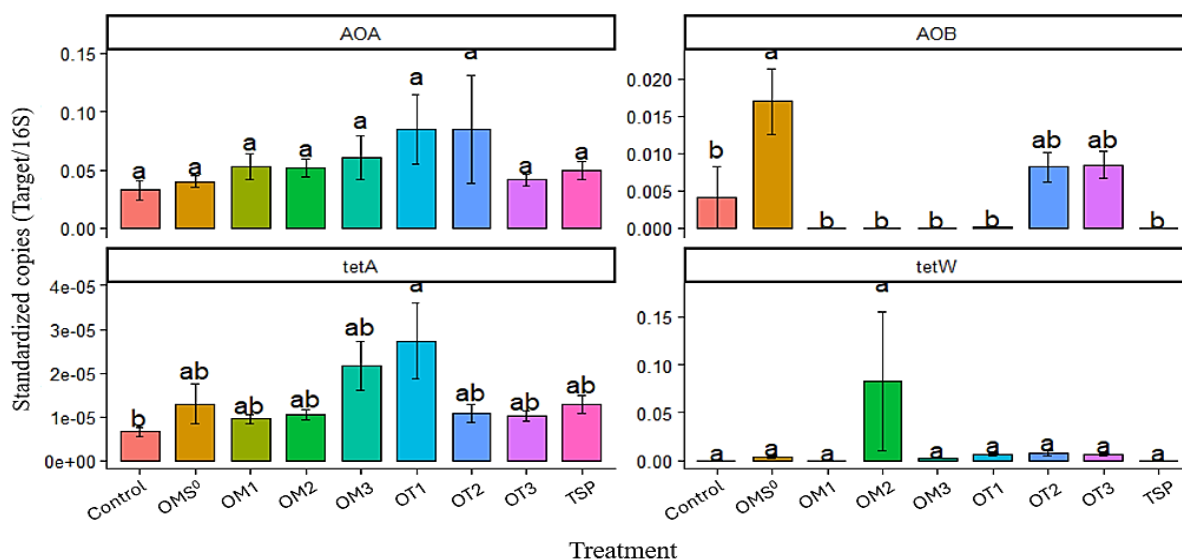 AOA
AOB
Standardized copies (Target/16S)
0.15
0.10
0.05
0.00
a a a a a a a a a
0.020
0.015
0.010
0.005
0.000
b a b b b b ab ab b
tetA
tetW
4e-05
3e-05
2e-05
1e-05
0e+00
b ab ab ab ab a ab ab ab
0.15
0.10
0.05
0.00
a a a a a a a a a
Control OMS⁰ OM1 OM2 OM3 OT1 OT2 OT3 TSP
Control OMS⁰ OM1 OM2 OM3 OT1 OT2 OT3 TSP
Treatment